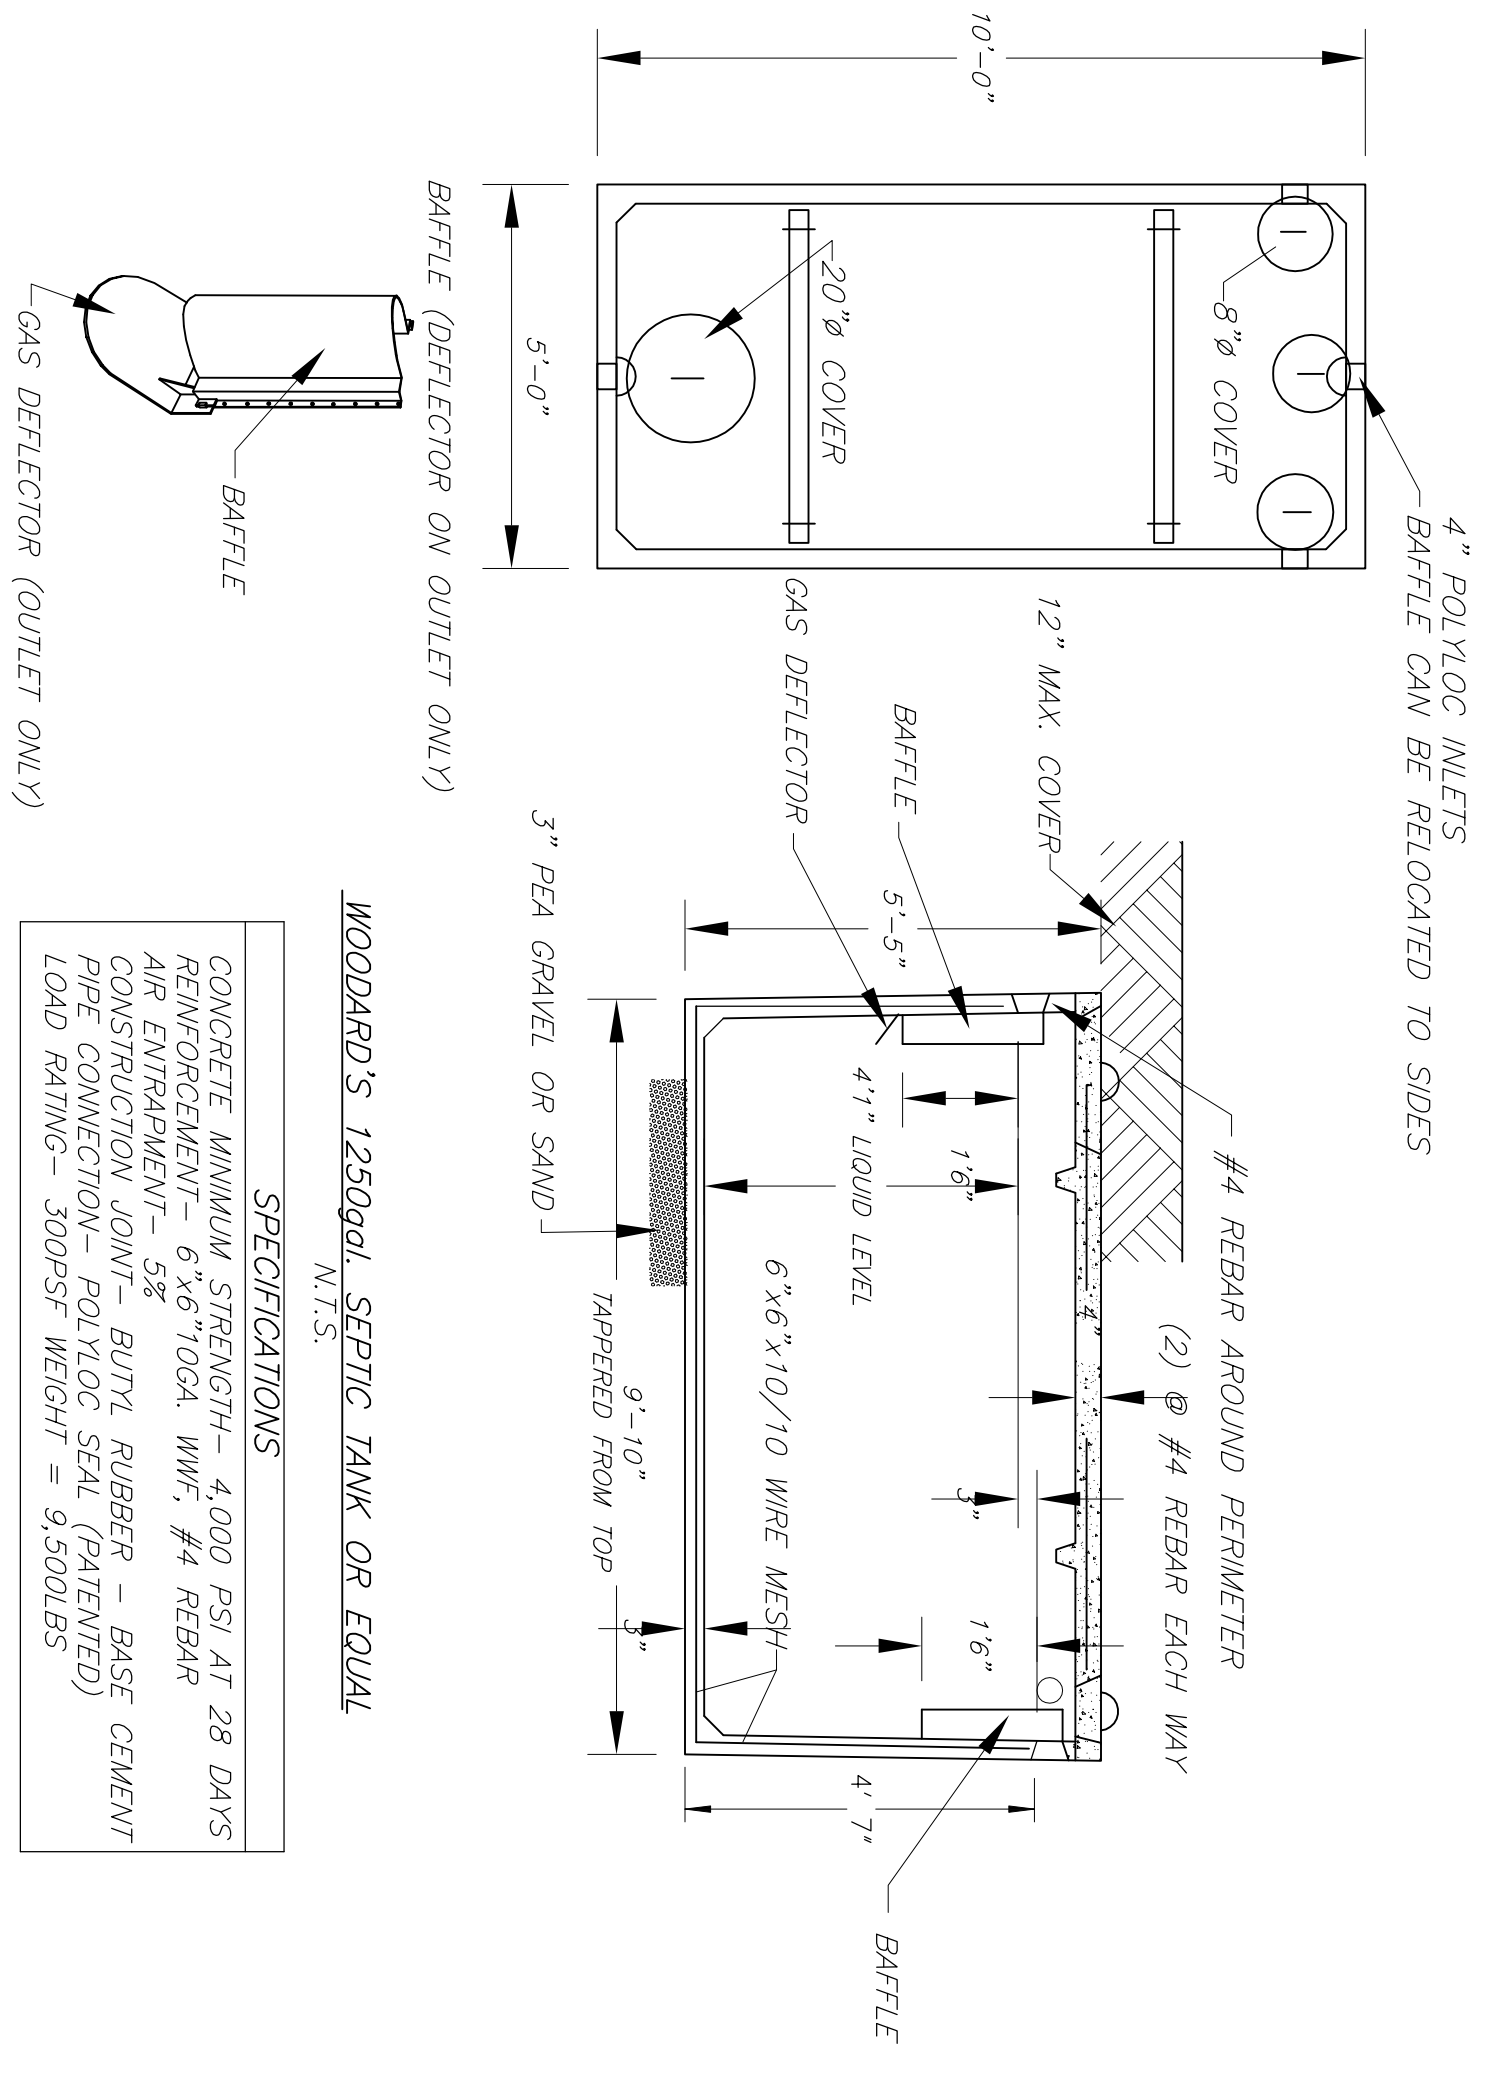 4" POLYLOC INLETS
BAFFLE CAN BE RELOCATED TO SIDES
10'-0"
8"ø COVER
20"ø COVER
5'-0"
BAFFLE (DEFLECTOR ON OUTLET ONLY)
BAFFLE
GAS DEFLECTOR (OUTLET ONLY)
#4 REBAR AROUND PERIMETER
(2) @ #4 REBAR EACH WAY
12" MAX. COVER
4"
BAFFLE
5'-5"
GAS DEFLECTOR
1'6"
4'1" LIQUID LEVEL
3"
1'6"
6"x6"x10/10 WIRE MESH
4' 7"
BAFFLE
3"
9'-10"
TAPPERED FROM TOP
3" PEA GRAVEL OR SAND
WOODARD'S 1250gal. SEPTIC TANK OR EQUAL
N.T.S.
SPECIFICATIONS
CONCRETE MINIMUM STRENGTH- 4,000 PSI AT 28 DAYS
REINFORCEMENT- 6"x6"10GA. WWF, #4 REBAR
AIR ENTRAPMENT- 5%
CONSTRUCTION JOINT- BUTYL RUBBER - BASE CEMENT
PIPE CONNECTION- POLYLOC SEAL (PATENTED)
LOAD RATING- 300PSF WEIGHT = 9,500LBS